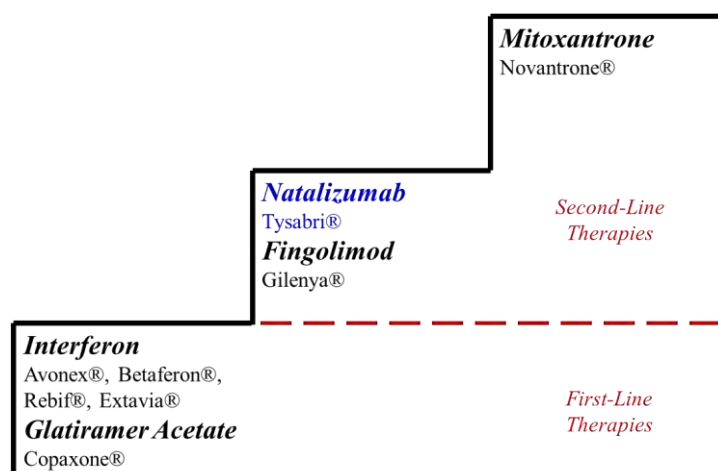 Mitoxantrone
Novantrone®
Natalizumab
Tysabri®
Fingolimod
Gilenya®
Second-Line
Therapies
Interferon
Avonex®, Betaferon®,
Rebif®, Extavia®
Glatiramer Acetate
Copaxone®
First-Line
Therapies